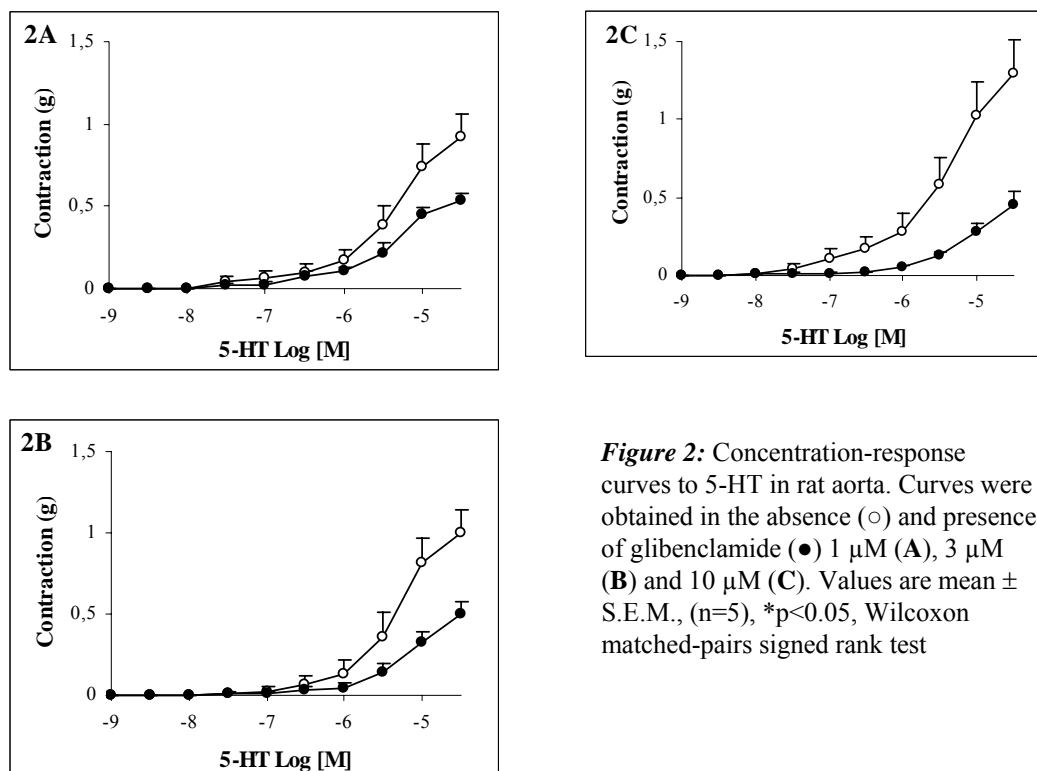 2A
1,5
1
0,5
0
Contraction (g)
-9 -8 -7 -6 -5
5-HT Log [M]
2C
1,5
1
0,5
0
Contraction (g)
-9 -8 -7 -6 -5
5-HT Log [M]
2B
1,5
1
0,5
0
Contraction (g)
-9 -8 -7 -6 -5
5-HT Log [M]
Figure 2: Concentration-response
curves to 5-HT in rat aorta. Curves were
obtained in the absence (○) and presence
of glibenclamide (●) 1 µM (A), 3 µM
(B) and 10 µM (C). Values are mean ±
S.E.M., (n=5), *p<0.05, Wilcoxon
matched-pairs signed rank test